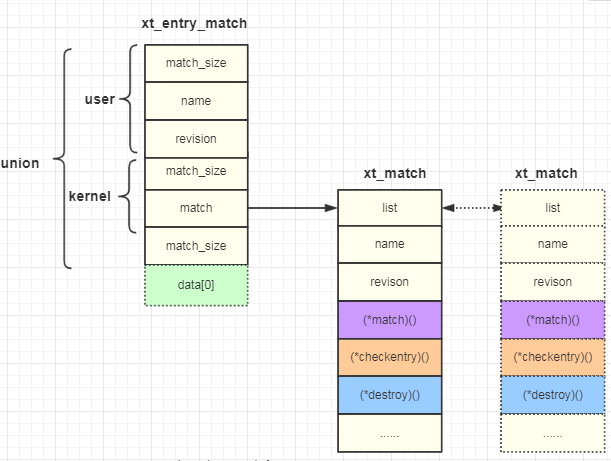 xt_entry_match
match_size
user
name
revision
union
match_size
kernel
match
match_size
data[0]
xt_match
list
name
revison
(*match)()
(*checkentry)()
(*destroy)()
......
xt_match
list
name
revison
(*match)()
(*checkentry)()
(*destroy)()
......